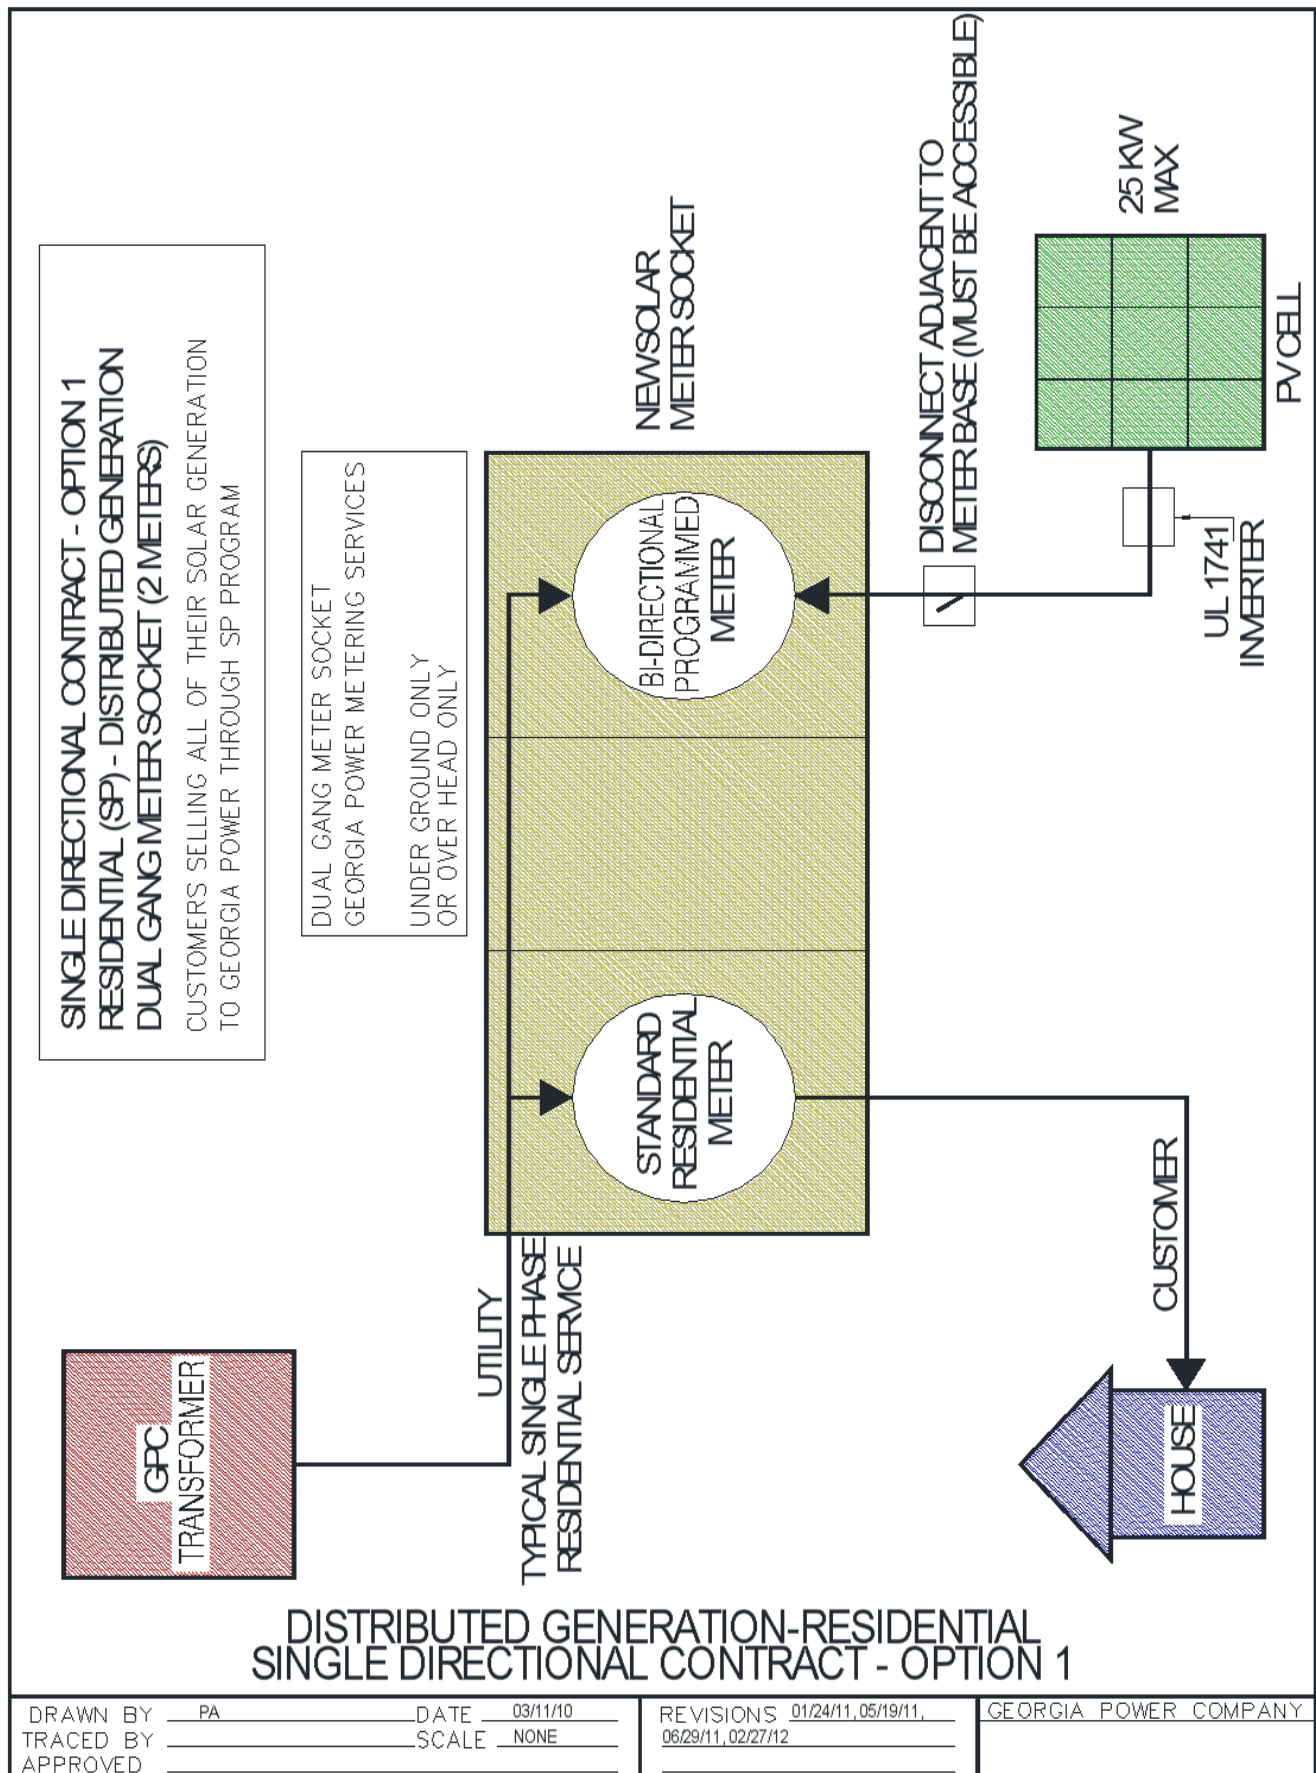 SINGLE DIRECTIONAL CONTRACT - OPTION 1
RESIDENTIAL (SP) - DISTRIBUTED GENERATION
DUAL GANG METER SOCKET (2 METERS)
CUSTOMERS SELLING ALL OF THEIR SOLAR GENERATION
TO GEORGIA POWER THROUGH SP PROGRAM
DUAL GANG METER SOCKET
GEORGIA POWER METERING SERVICES
UNDER GROUND ONLY
OR OVER HEAD ONLY
GPC
TRANSFORMER
UTILITY
TYPICAL SINGLE PHASE
RESIDENTIAL SERVICE
STANDARD
RESIDENTIAL
METER
BI-DIRECTIONAL
PROGRAMMED
METER
NEW SOLAR
METER SOCKET
DISCONNECT ADJACENT TO
METER BASE (MUST BE ACCESSIBLE)
25 KW
MAX
PV CELL
UL 1741
INVERTER
CUSTOMER
HOUSE
DISTRIBUTED GENERATION-RESIDENTIAL
SINGLE DIRECTIONAL CONTRACT - OPTION 1
DRAWN BY PA DATE 03/11/10
TRACED BY SCALE NONE
APPROVED
REVISIONS 01/24/11, 05/19/11,
06/29/11, 02/27/12
GEORGIA POWER COMPANY